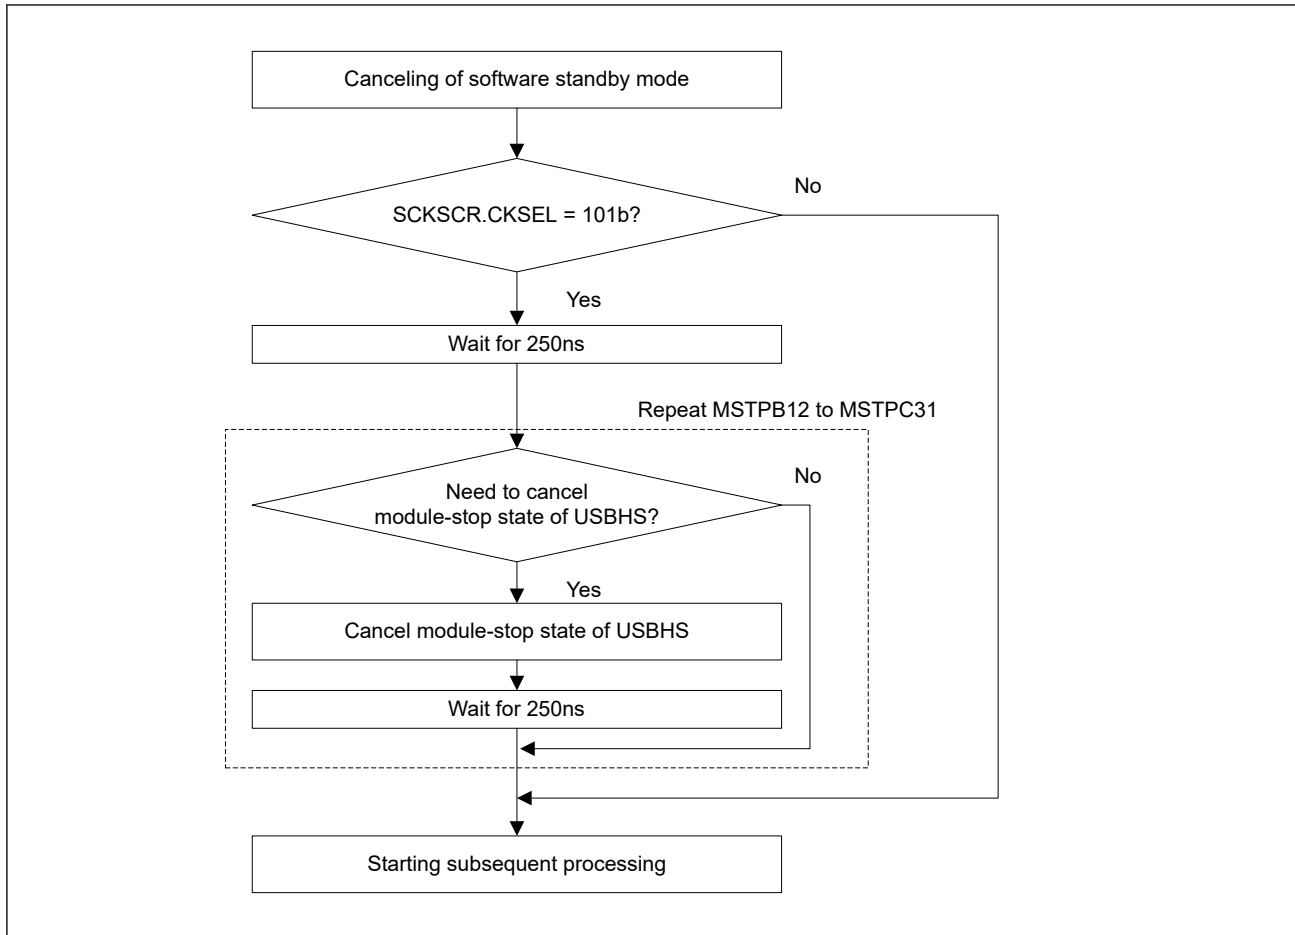 Canceling of software standby mode
No
SCKSCR.CKSEL = 101b?
Yes
Wait for 250ns
Repeat MSTPB12 to MSTPC31
No
Need to cancel
module-stop state of USBHS?
Yes
Cancel module-stop state of USBHS
Wait for 250ns
Starting subsequent processing